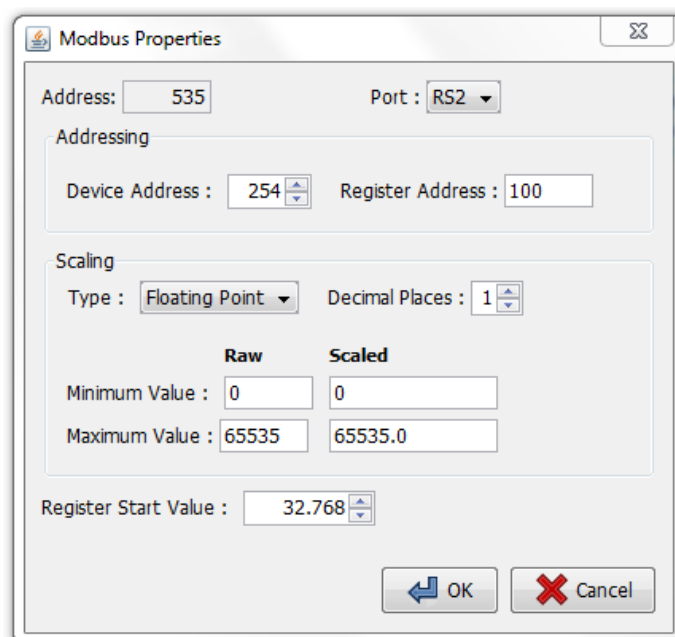 Modbus Properties
Address: 535 Port : RS2
Addressing
Device Address : 254 Register Address : 100
Scaling
Type : Floating Point Decimal Places : 1
Raw Scaled
Minimum Value : 0 0
Maximum Value : 65535 65535.0
Register Start Value : 32.768
OK Cancel